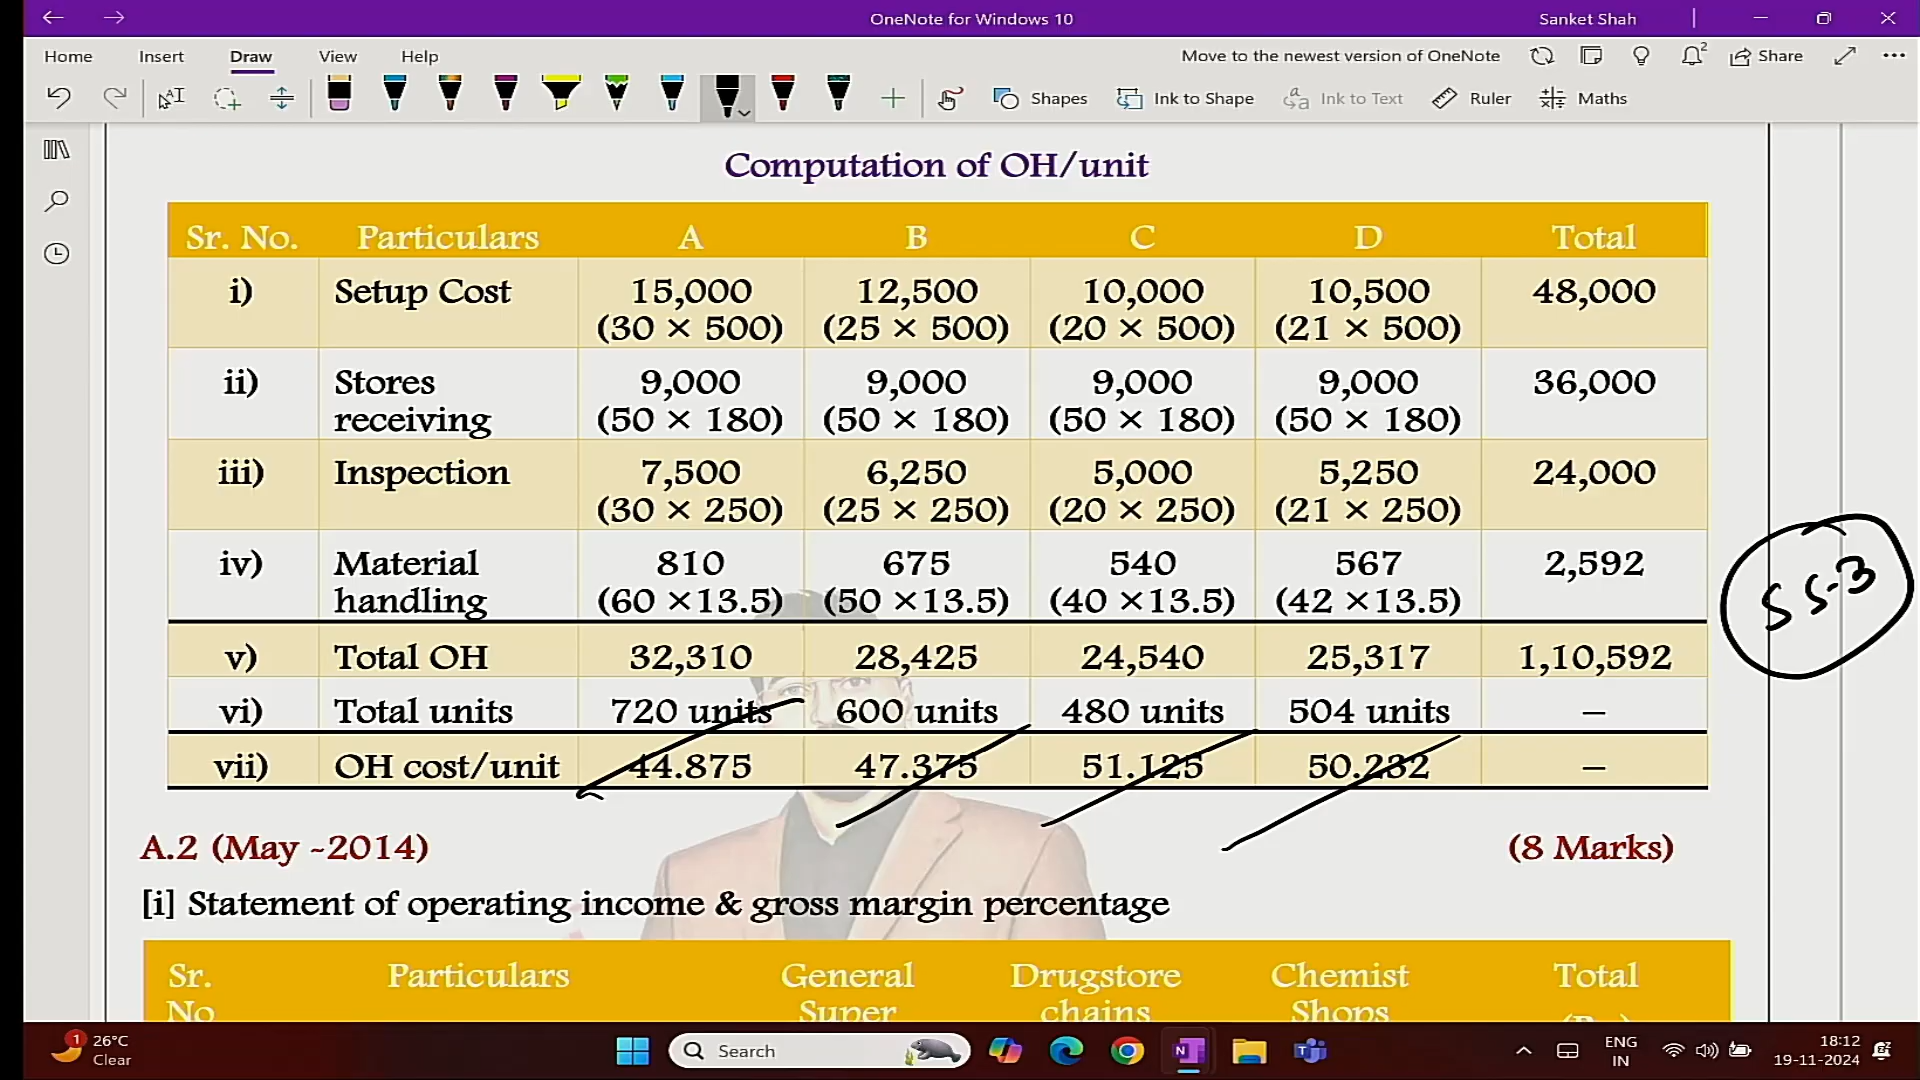 OneNote for Windows 10
Sanket Shah
Home Insert Draw View Help
Move to the newest version of OneNote
2
Share
Shapes Ink to Shape Ink to Text Ruler Maths
Computation of OH/unit
Sr. No. Particulars A B C D Total
i) Setup Cost 15,000 12,500 10,000 10,500 48,000
(30 × 500) (25 × 500) (20 × 500) (21 × 500)
ii) Stores 9,000 9,000 9,000 9,000 36,000
receiving (50 × 180) (50 × 180) (50 × 180) (50 × 180)
iii) Inspection 7,500 6,250 5,000 5,250 24,000
(30 × 250) (25 × 250) (20 × 250) (21 × 250)
iv) Material 810 675 540 567 2,592
handling (60 ×13.5) (50 ×13.5) (40 ×13.5) (42 ×13.5)
S S-3
v) Total OH 32,310 28,425 24,540 25,317 1,10,592
vi) Total units 720 units 600 units 480 units 504 units –
vii) OH cost/unit 44.875 47.375 51.125 50.232 –
A.2 (May -2014) (8 Marks)
[i] Statement of operating income & gross margin percentage
Sr. Particulars General Drugstore Chemist Total
No Super chains Shops
1
26°C
Clear
Search
ENG
IN
18:12
19-11-2024